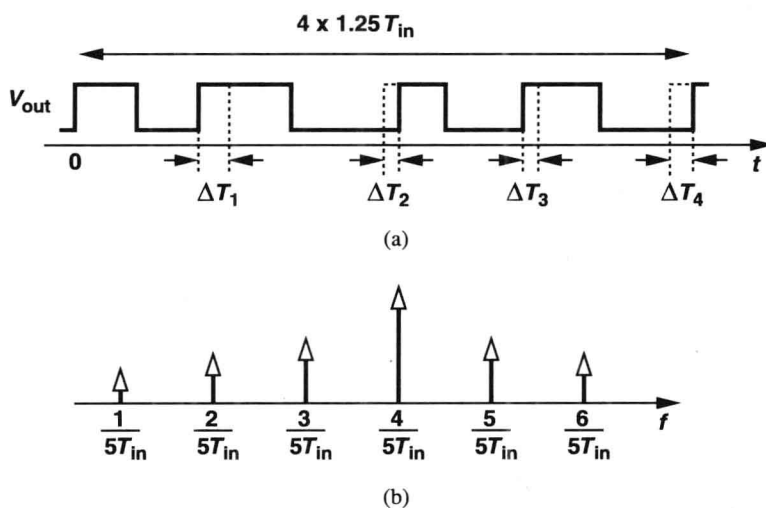 4 x 1.25 T_in
V_out
0
t
ΔT_1 ΔT_2 ΔT_3 ΔT_4
(a)
1/5T_in 2/5T_in 3/5T_in 4/5T_in 5/5T_in 6/5T_in f
(b)